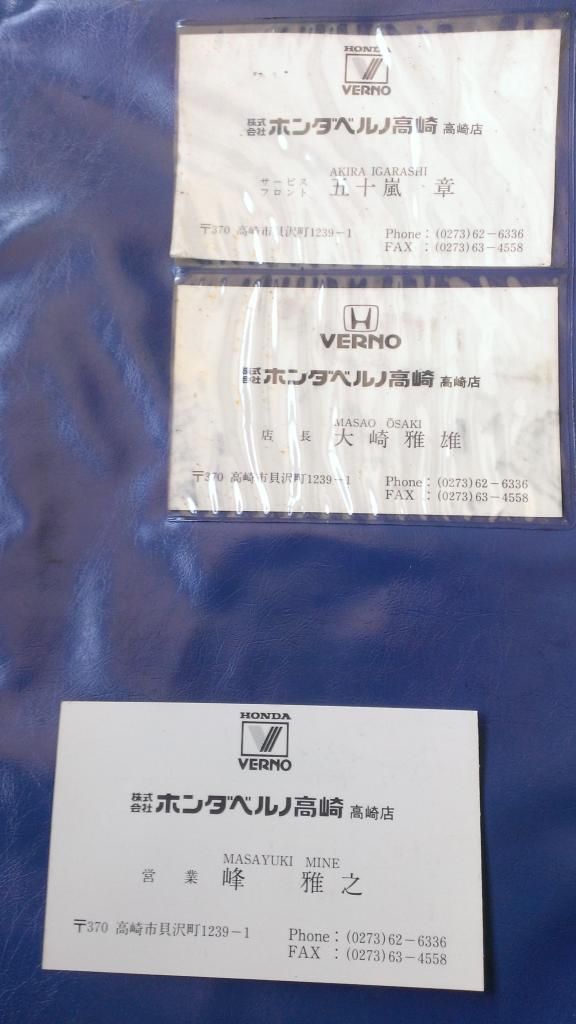 HONDA
VERNO
株式会社 ホンダベルノ高崎 高崎店
AKIRA IGARASHI
サービス
フロント 五十嵐 章
〒370 高崎市貝沢町1239-1 Phone:(0273)62-6336
FAX :(0273)63-4558
VERNO
株式会社 ホンダベルノ高崎 高崎店
MASAO ŌSAKI
店 長 大崎雅雄
〒370 高崎市貝沢町1239-1 Phone:(0273)62-6336
FAX :(0273)63-4558
HONDA
VERNO
株式会社 ホンダベルノ高崎 高崎店
MASAYUKI MINE
営 業 峰 雅之
〒370 高崎市貝沢町1239-1 Phone:(0273)62-6336
FAX :(0273)63-4558